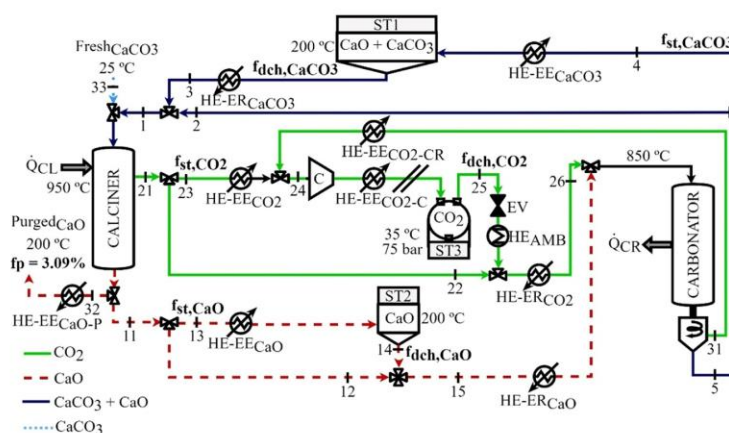 ST1
200 ºC
CaO + CaCO3
fdch,CaCO3
3
HE-ERCaCO3
HE-EECaCO3
4
fst,CaCO3
FreshCaCO3
25 ºC
33
1
2
Q̇CL
950 ºC
CALCINER
21
fst,CO2
23
HE-EECO2
24
C
HE-EECO2-CR
HE-EECO2-C
fdch,CO2
25
EV
CO2
35 ºC
75 bar
ST3
HEAMB
22
HE-ERCO2
26
850 ºC
CARBONATOR
Q̇CR
31
5
PurgedCaO
200 ºC
fp = 3.09%
32
HE-EECaO-P
11
fst,CaO
13
HE-EECaO
ST2
CaO
200 ºC
14
fdch,CaO
12
15
HE-ERCaO
CO2
CaO
CaCO3 + CaO
CaCO3